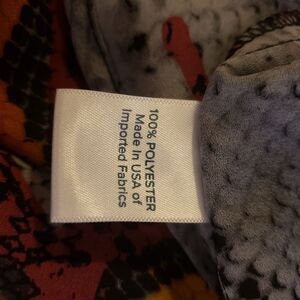 100% POLYESTER
Made in USA of
Imported Fabrics